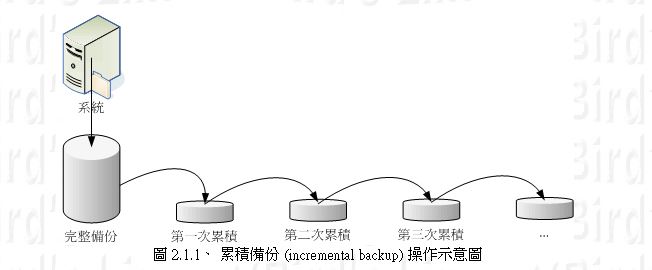 系統
完整備份
第一次累積
第二次累積
第三次累積
...
圖 2.1.1、 累積備份 (incremental backup) 操作示意圖